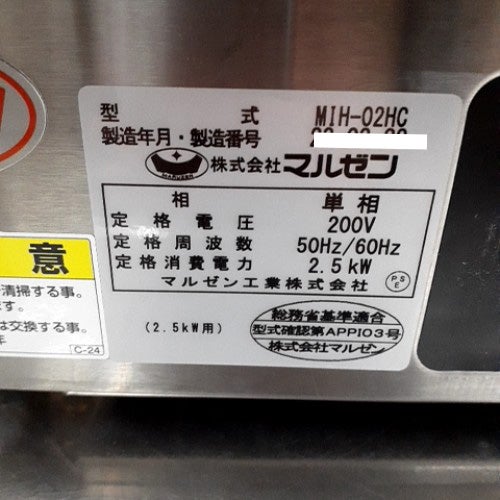 型式 MIH-02HC
製造年月・製造番号
MARUZEN 株式会社マルゼン
相 単相
定格電圧 200V
定格周波数 50Hz/60Hz
定格消費電力 2.5kW
マルゼン工業株式会社 PSE
(2.5kW用)
総務省基準適合
型式確認第APPI03号
株式会社マルゼン
意
清掃する事。
ます。
は交換する事。
年
C-24